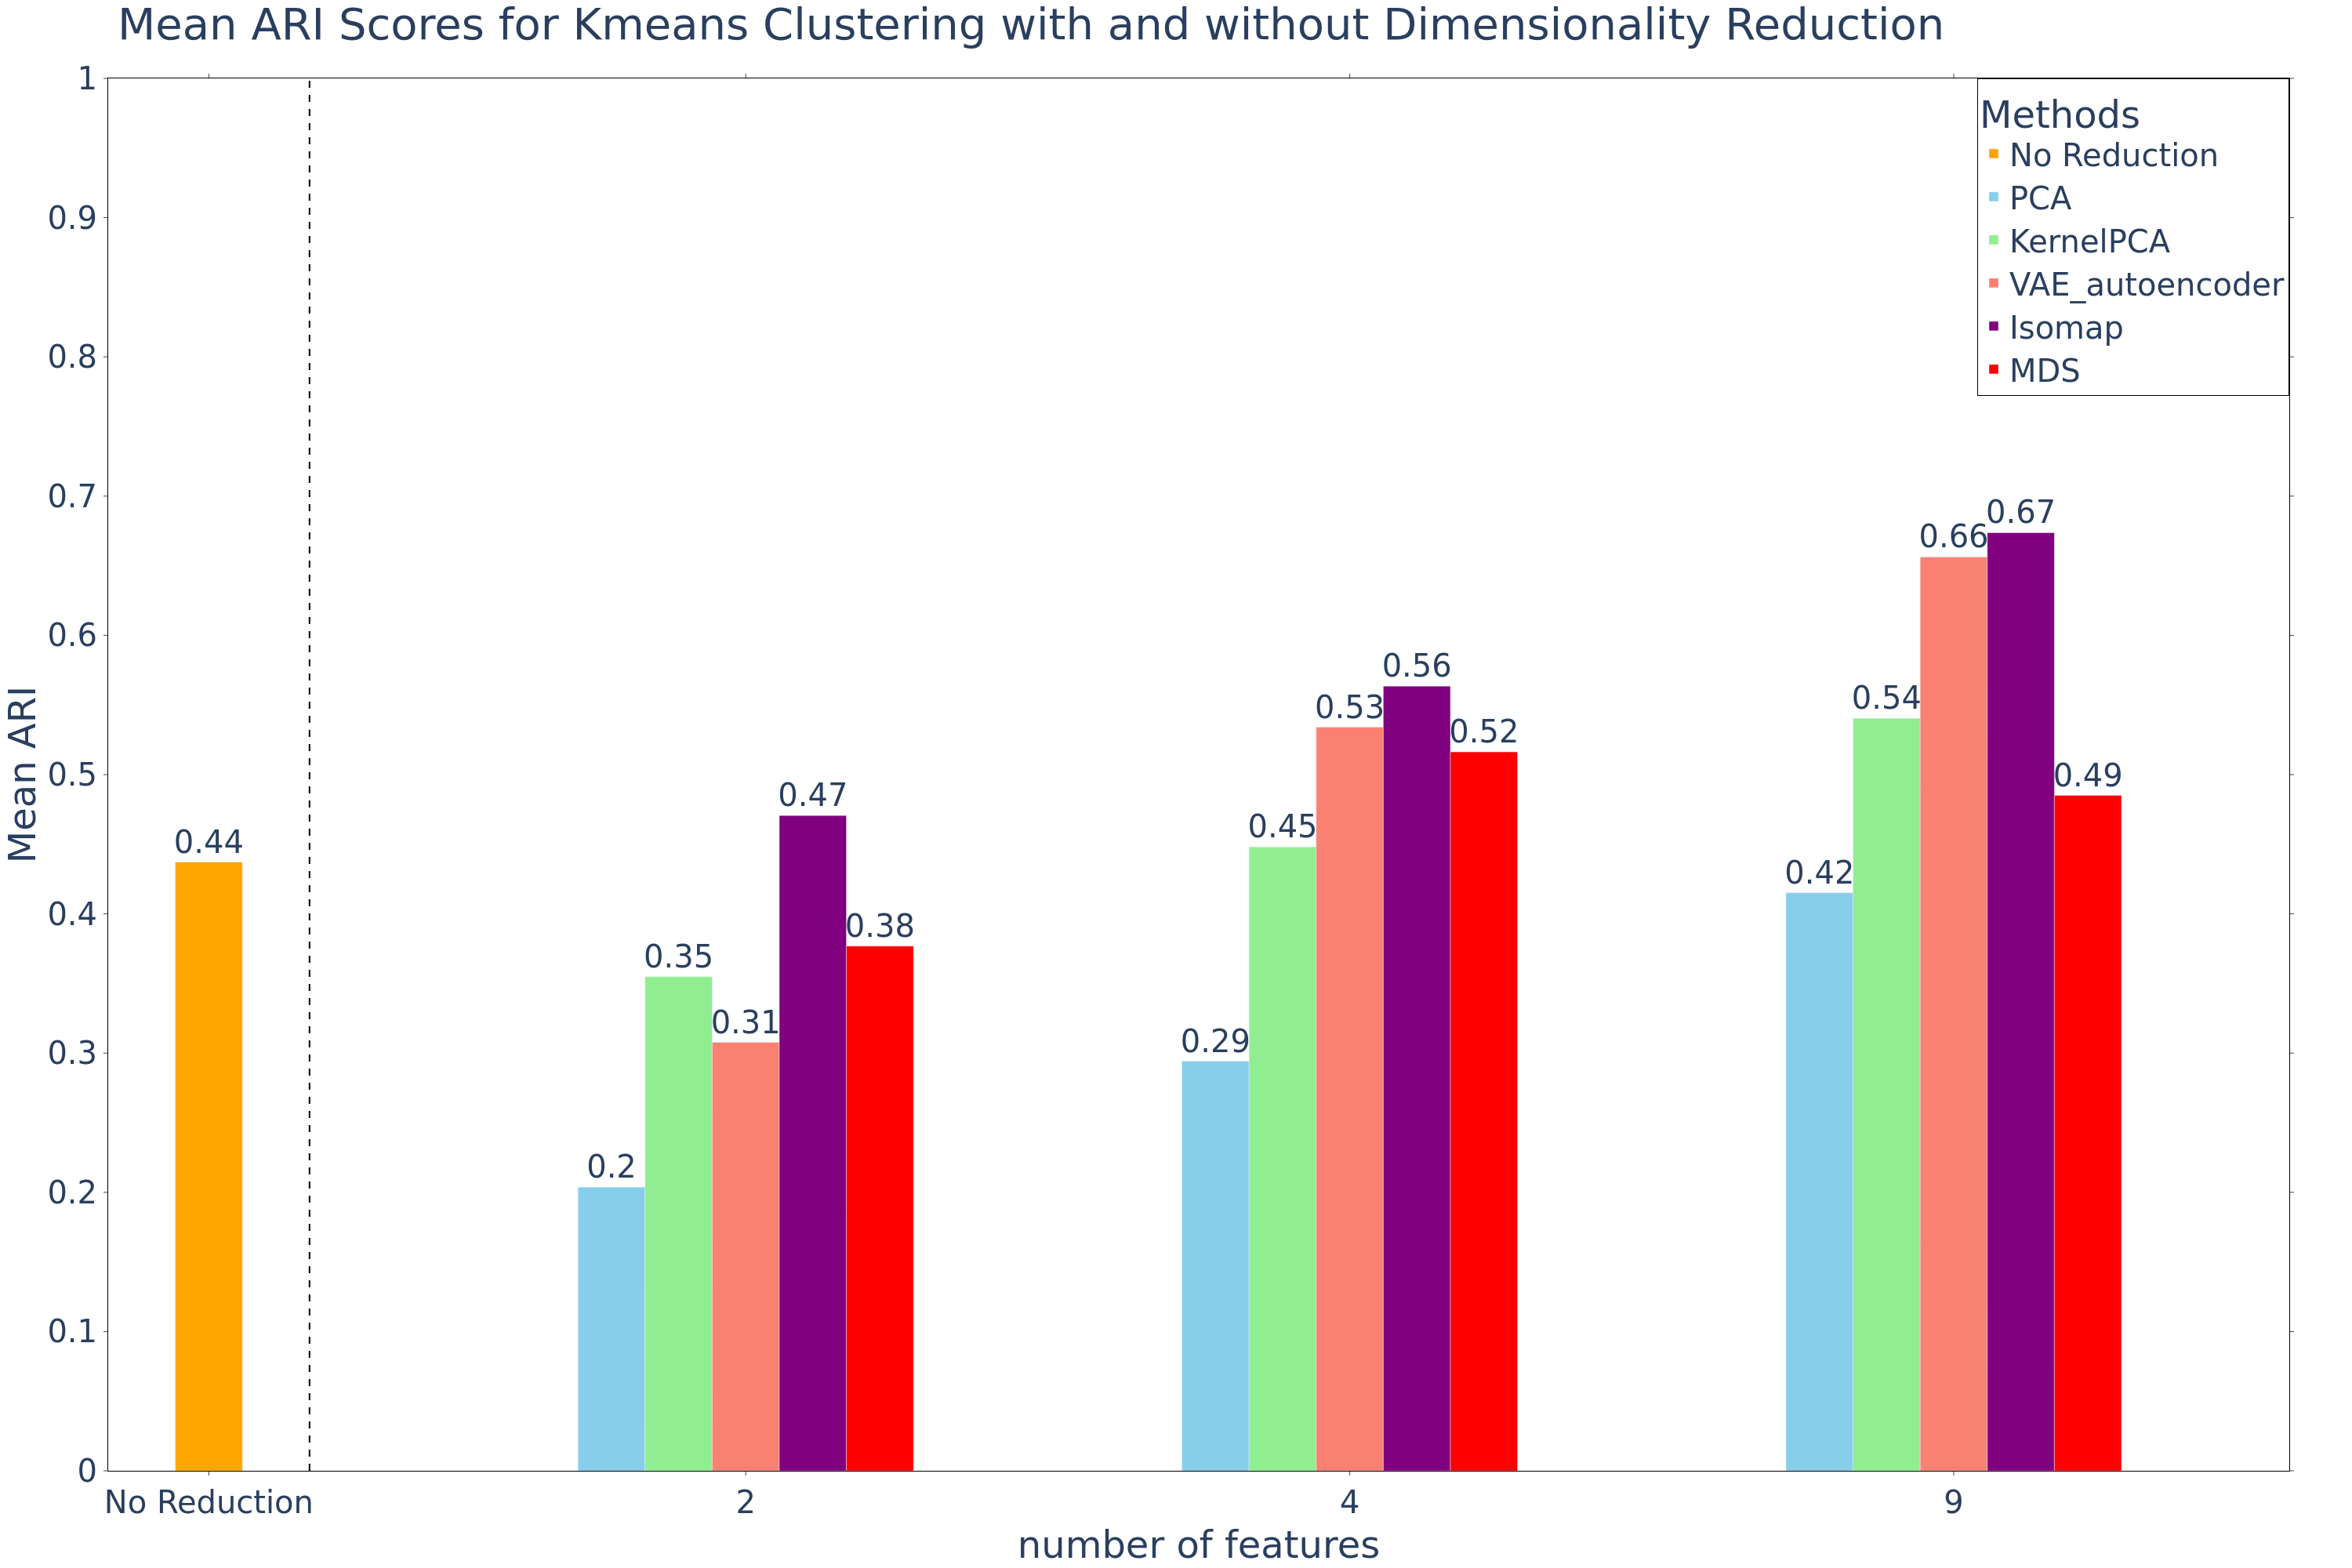 Mean ARI Scores for Kmeans Clustering with and without Dimensionality Reduction
Methods
No Reduction
PCA
KernelPCA
VAE_autoencoder
Isomap
MDS
Mean ARI
1
0.9
0.8
0.7
0.6
0.5
0.4
0.3
0.2
0.1
0
0.44
0.2
0.35
0.31
0.47
0.38
0.29
0.45
0.53
0.56
0.52
0.42
0.54
0.66
0.67
0.49
No Reduction
2
4
9
number of features